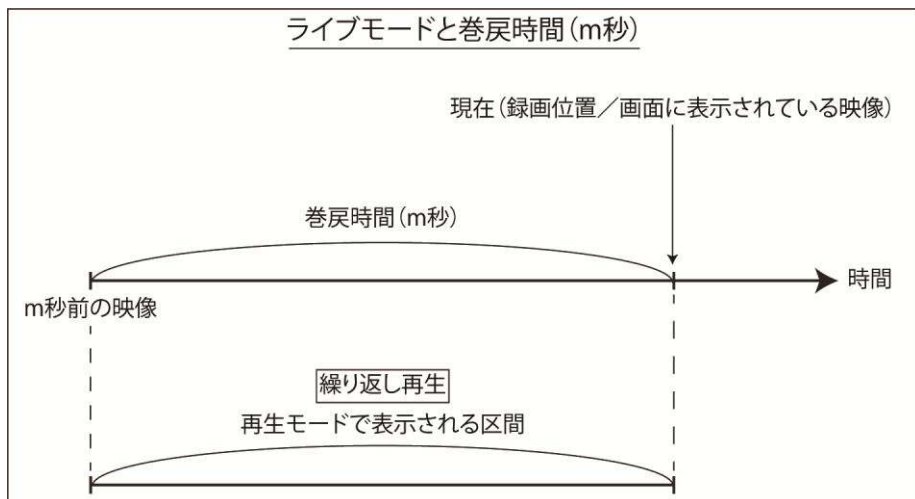 ライブモードと巻戻時間(m秒)
現在(録画位置／画面に表示されている映像)
巻戻時間(m秒)
時間
m秒前の映像
繰り返し再生
再生モードで表示される区間